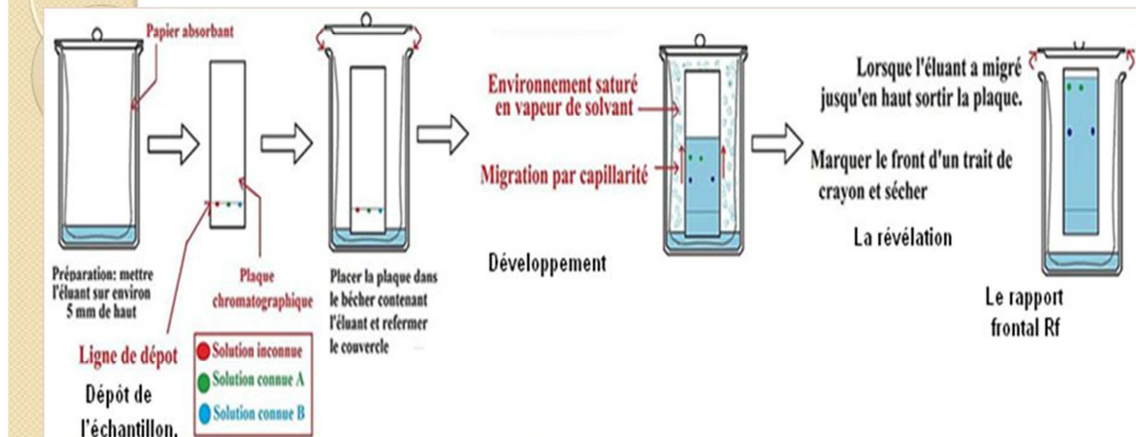 Papier absorbant
Préparation: mettre
l'éluant sur environ
5 mm de haut
Ligne de dépot
Dépôt de
l'échantillon.
Plaque
chromatographique
Solution inconnue
Solution connue A
Solution connue B
Placer la plaque dans
le bécher contenant
l'éluant et refermer
le couvercle
Environnement saturé
en vapeur de solvant
Migration par capillarité
Développement
Lorsque l'éluant a migré
jusqu'en haut sortir la plaque.
Marquer le front d'un trait de
crayon et sécher
La révélation
Le rapport
frontal Rf